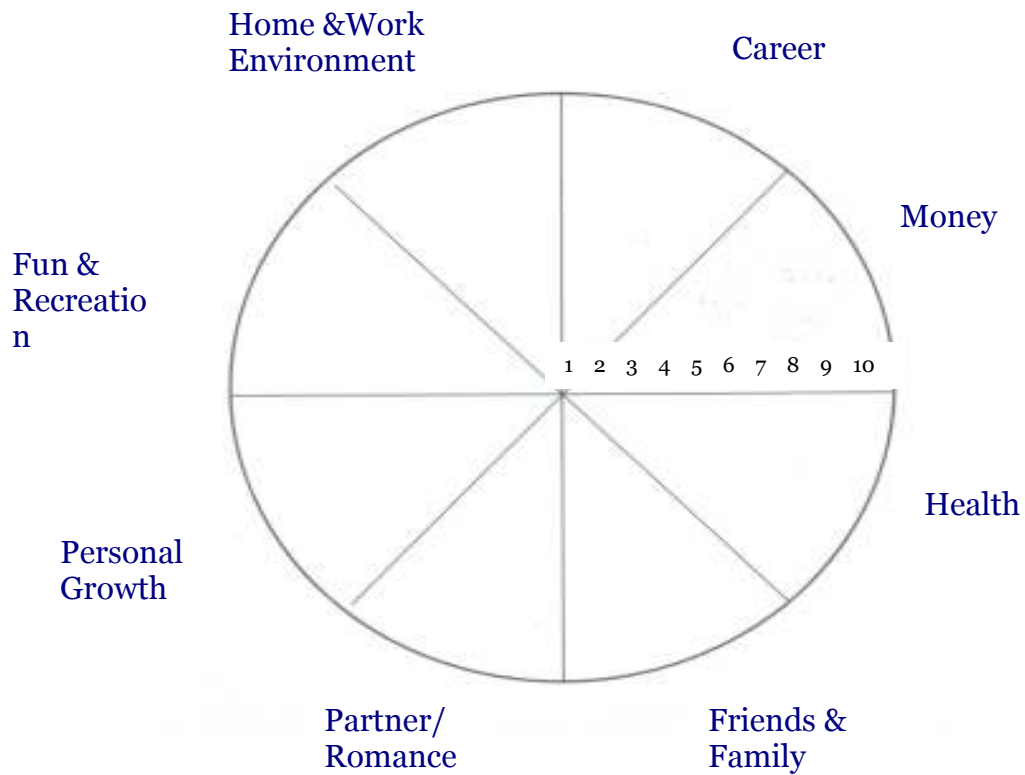 Home &Work
Environment
Career
Money
Fun &
Recreatio
n
1 2 3 4 5 6 7 8 9 10
Health
Personal
Growth
Partner/
Romance
Friends &
Family